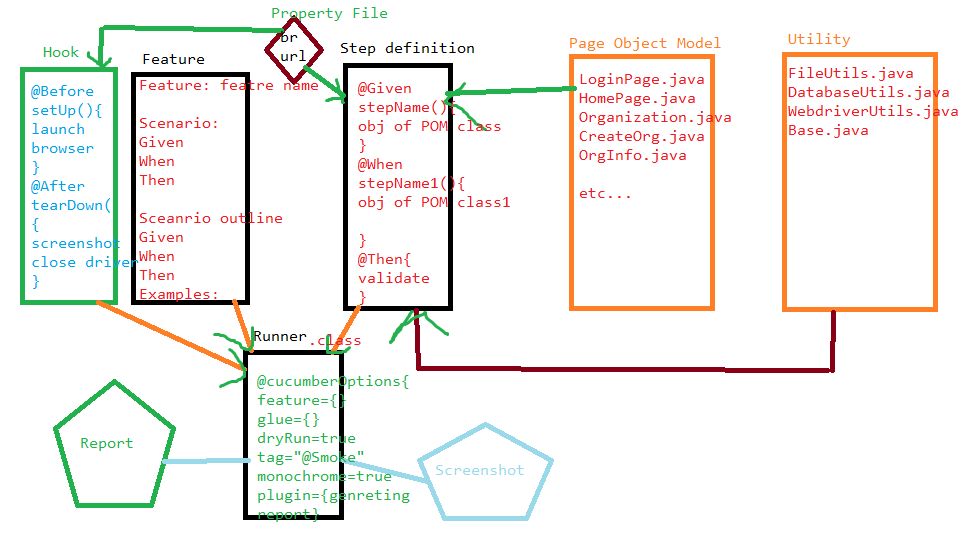 Property File
br
url
Hook
@Before
setUp(){
launch
browser
}
@After
tearDown(
{
screenshot
close driver
}
Feature
Feature: featre name
Scenario:
Given
When
Then
Sceanrio outline
Given
When
Then
Examples:
Step definition
@Given
stepName(){
obj of POM class
}
@When
stepName1(){
obj of POM class1
}
@Then{
validate
}
Page Object Model
LoginPage.java
HomePage.java
Organization.java
CreateOrg.java
OrgInfo.java
etc...
Utility
FileUtils.java
DatabaseUtils.java
WebdriverUtils.java
Base.java
Runner.class
@cucumberOptions{
feature={}
glue={}
dryRun=true
tag="@Smoke"
monochrome=true
plugin={genreting
report}
Report
Screenshot